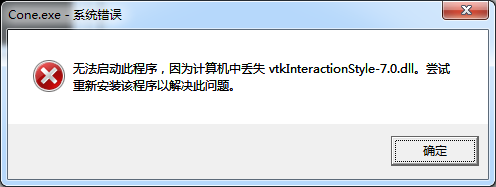 Cone.exe - 系统错误
无法启动此程序，因为计算机中丢失 vtkInteractionStyle-7.0.dll。尝试
重新安装该程序以解决此问题。
确定